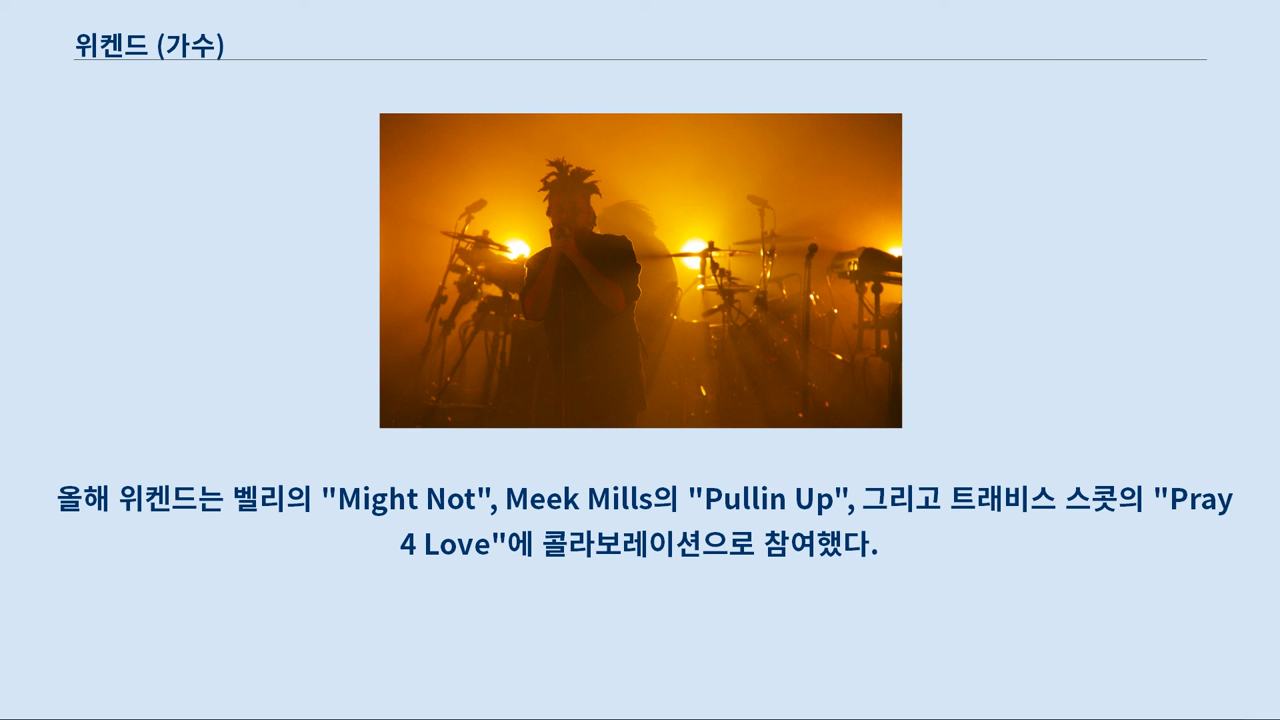 위켄드 (가수)
올해 위켄드는 벨리의 "Might Not", Meek Mills의 "Pullin Up", 그리고 트래비스 스콧의 "Pray
4 Love"에 콜라보레이션으로 참여했다.